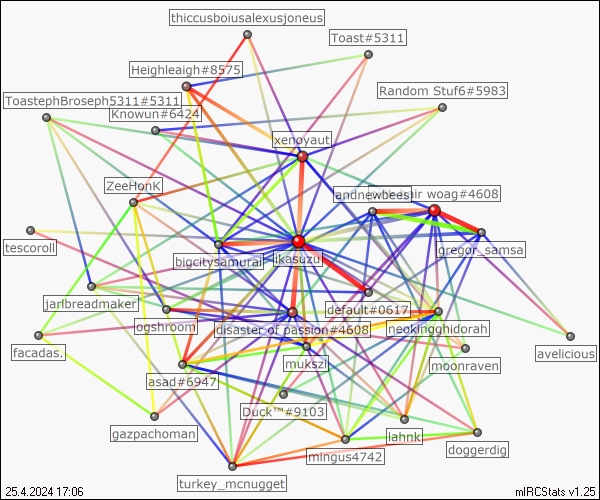 thiccusboiusalexusjoneus
Toast#5311
Heighleaigh#8575
Random Stuf6#5983
ToastephBroseph5311#5311
Knowun#6424
xenoyaut
ZeeHonK
andnewbees
sir woag#4608
gregor_samsa
tescoroll
bigcitysamurai
ikasuzu
jarlbreadmaker
default#0617
ogshroom
disaster of passion#4608
neokingghidorah
facadas.
mukszi
avelicious
moonraven
asad#6947
Duck™#9103
gazpachoman
lahnk
mingus4742
doggerdig
turkey_mcnugget
25.4.2024 17:06
mIRCStats v1.25